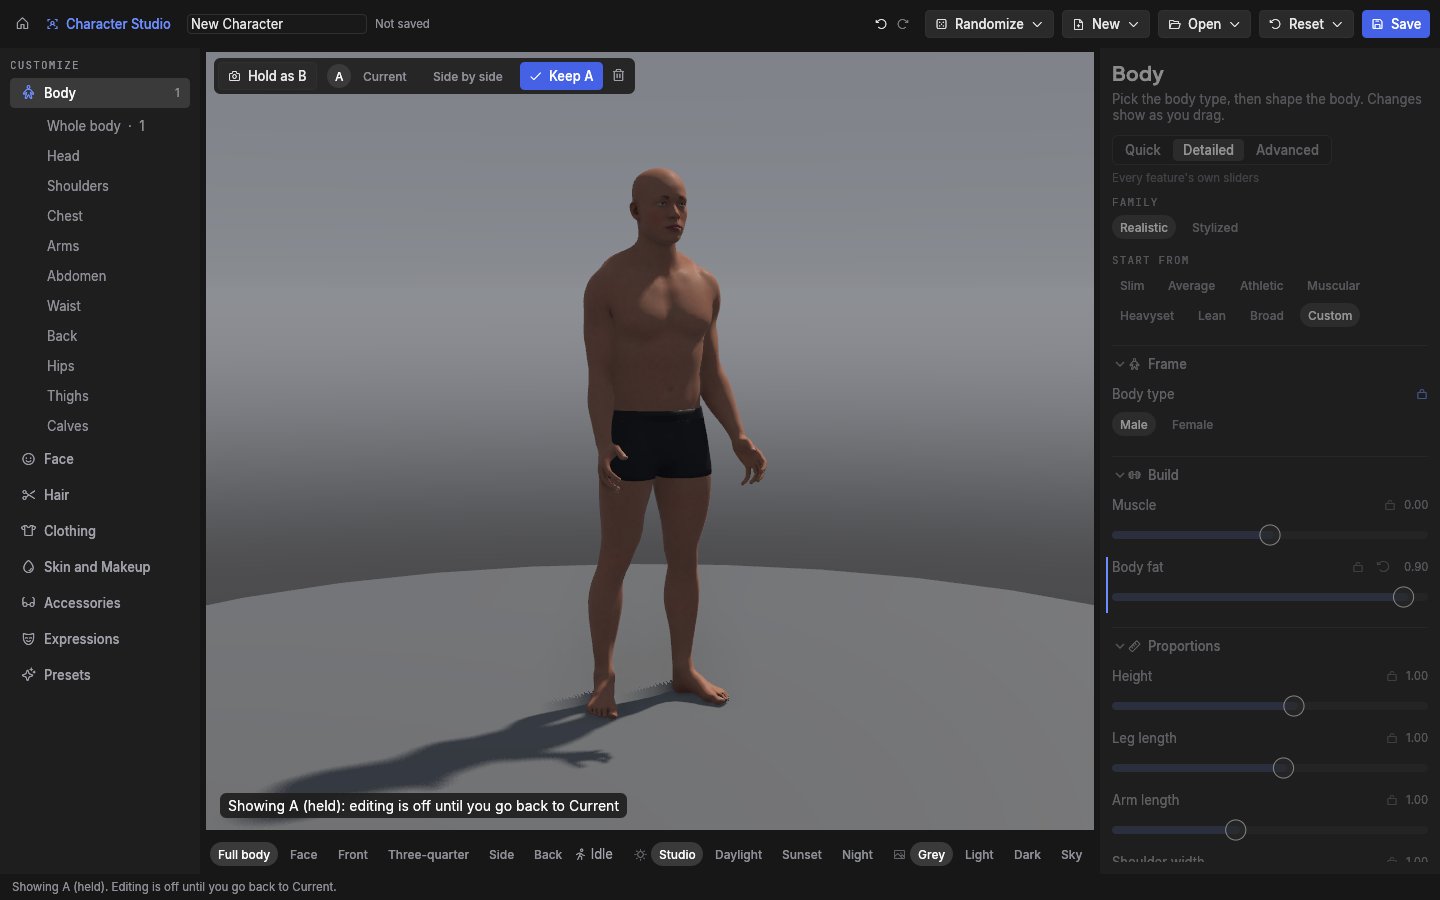 Character Studio New Character Not saved Randomize New Open Reset Save
CUSTOMIZE
Body 1
Whole body · 1
Head
Shoulders
Chest
Arms
Abdomen
Waist
Back
Hips
Thighs
Calves
Face
Hair
Clothing
Skin and Makeup
Accessories
Expressions
Presets
Hold as B A Current Side by side Keep A
Showing A (held): editing is off until you go back to Current
Full body Face Front Three-quarter Side Back Idle Studio Daylight Sunset Night Grey Light Dark Sky
Body
Pick the body type, then shape the body. Changes
show as you drag.
Quick Detailed Advanced
Every feature's own sliders
FAMILY
Realistic Stylized
START FROM
Slim Average Athletic Muscular
Heavyset Lean Broad Custom
Frame
Body type
Male Female
Build
Muscle 0.00
Body fat 0.90
Proportions
Height 1.00
Leg length 1.00
Arm length 1.00
Shoulder width 1.00
Showing A (held). Editing is off until you go back to Current.